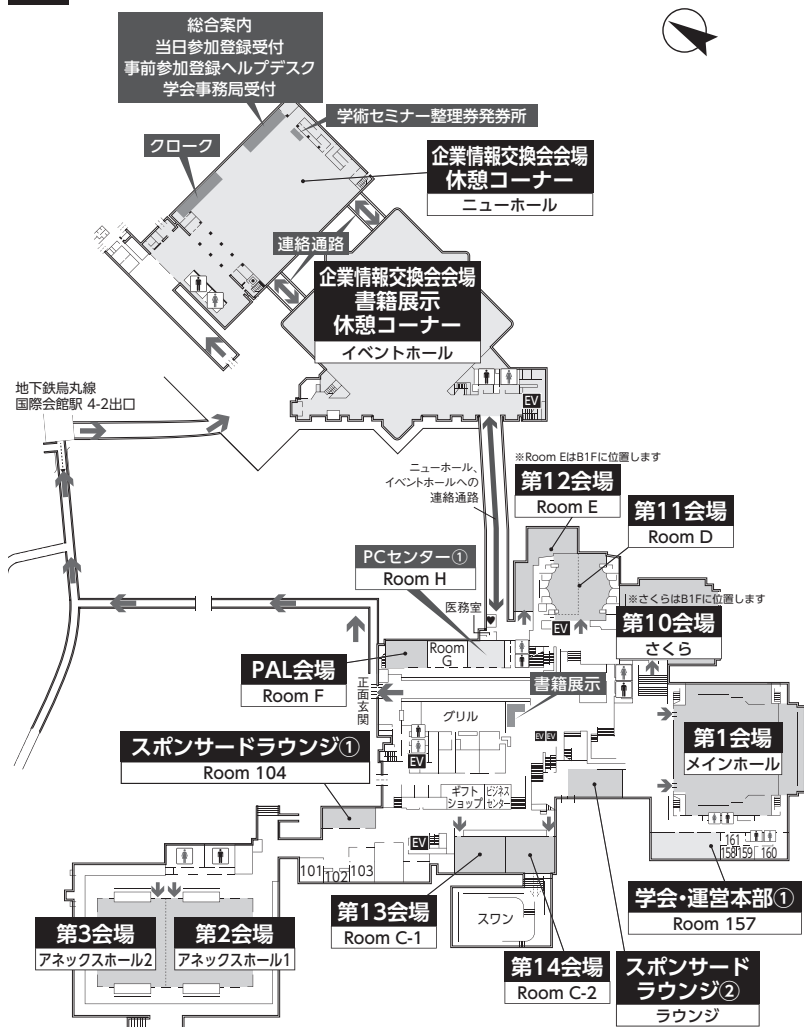 総合案内
当日参加登録受付
事前参加登録ヘルプデスク
学会事務局受付
学術セミナー整理券発券所
クローク
企業情報交換会会場
休憩コーナー
ニューホール
連絡通路
企業情報交換会会場
書籍展示
休憩コーナー
イベントホール
EV
地下鉄烏丸線
国際会館駅 4-2出口
ニューホール、
イベントホールへの
連絡通路
※Room EはB1Fに位置します
第12会場
Room E
第11会場
Room D
PCセンター①
Room H
医務室
EV
※さくらはB1Fに位置します
第10会場
さくら
PAL会場
Room F
Room
G
正面玄関
書籍展示
グリル
EV
EV EV
第1会場
メインホール
スポンサードラウンジ①
Room 104
ギフト
ショップ
ビジネス
センター
EV
101
102
103
161
158
159
160
学会・運営本部①
Room 157
第3会場
アネックスホール2
第2会場
アネックスホール1
第13会場
Room C-1
スワン
第14会場
Room C-2
スポンサード
ラウンジ②
ラウンジ